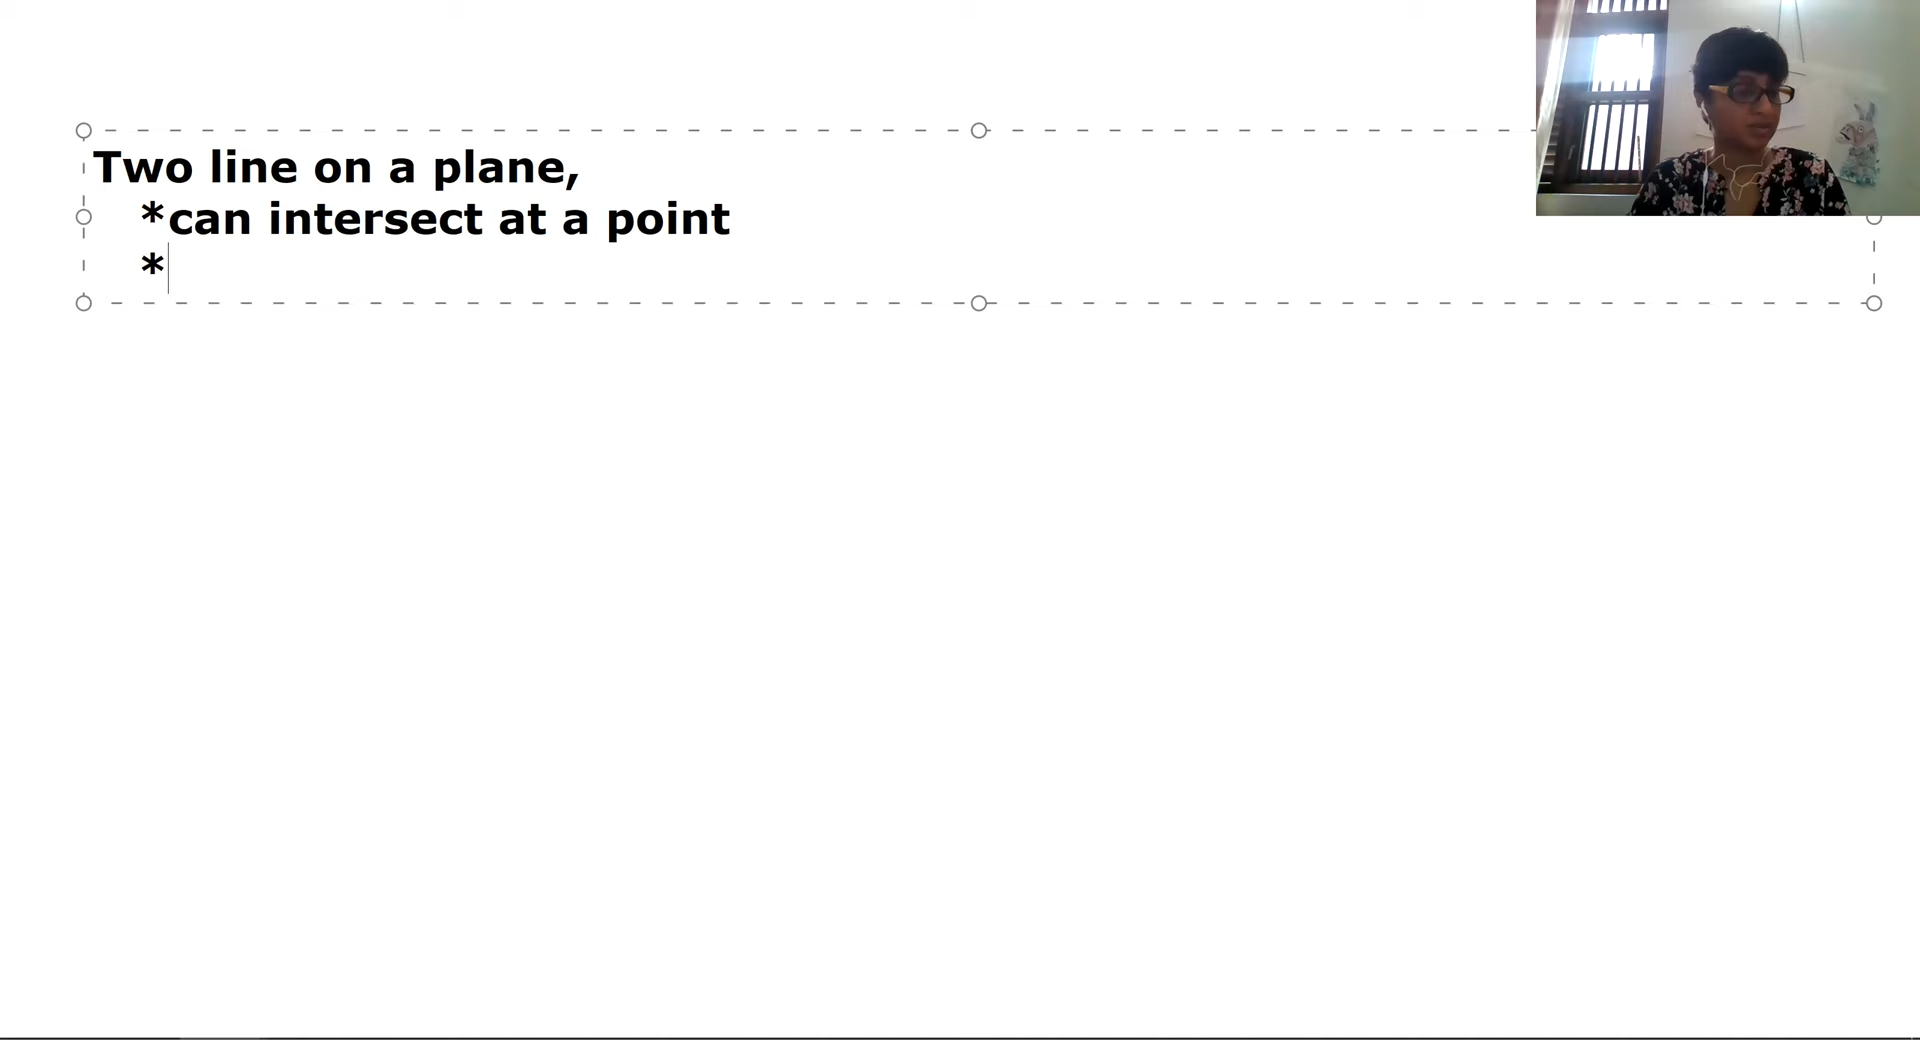 Two line on a plane,
*can intersect at a point
*